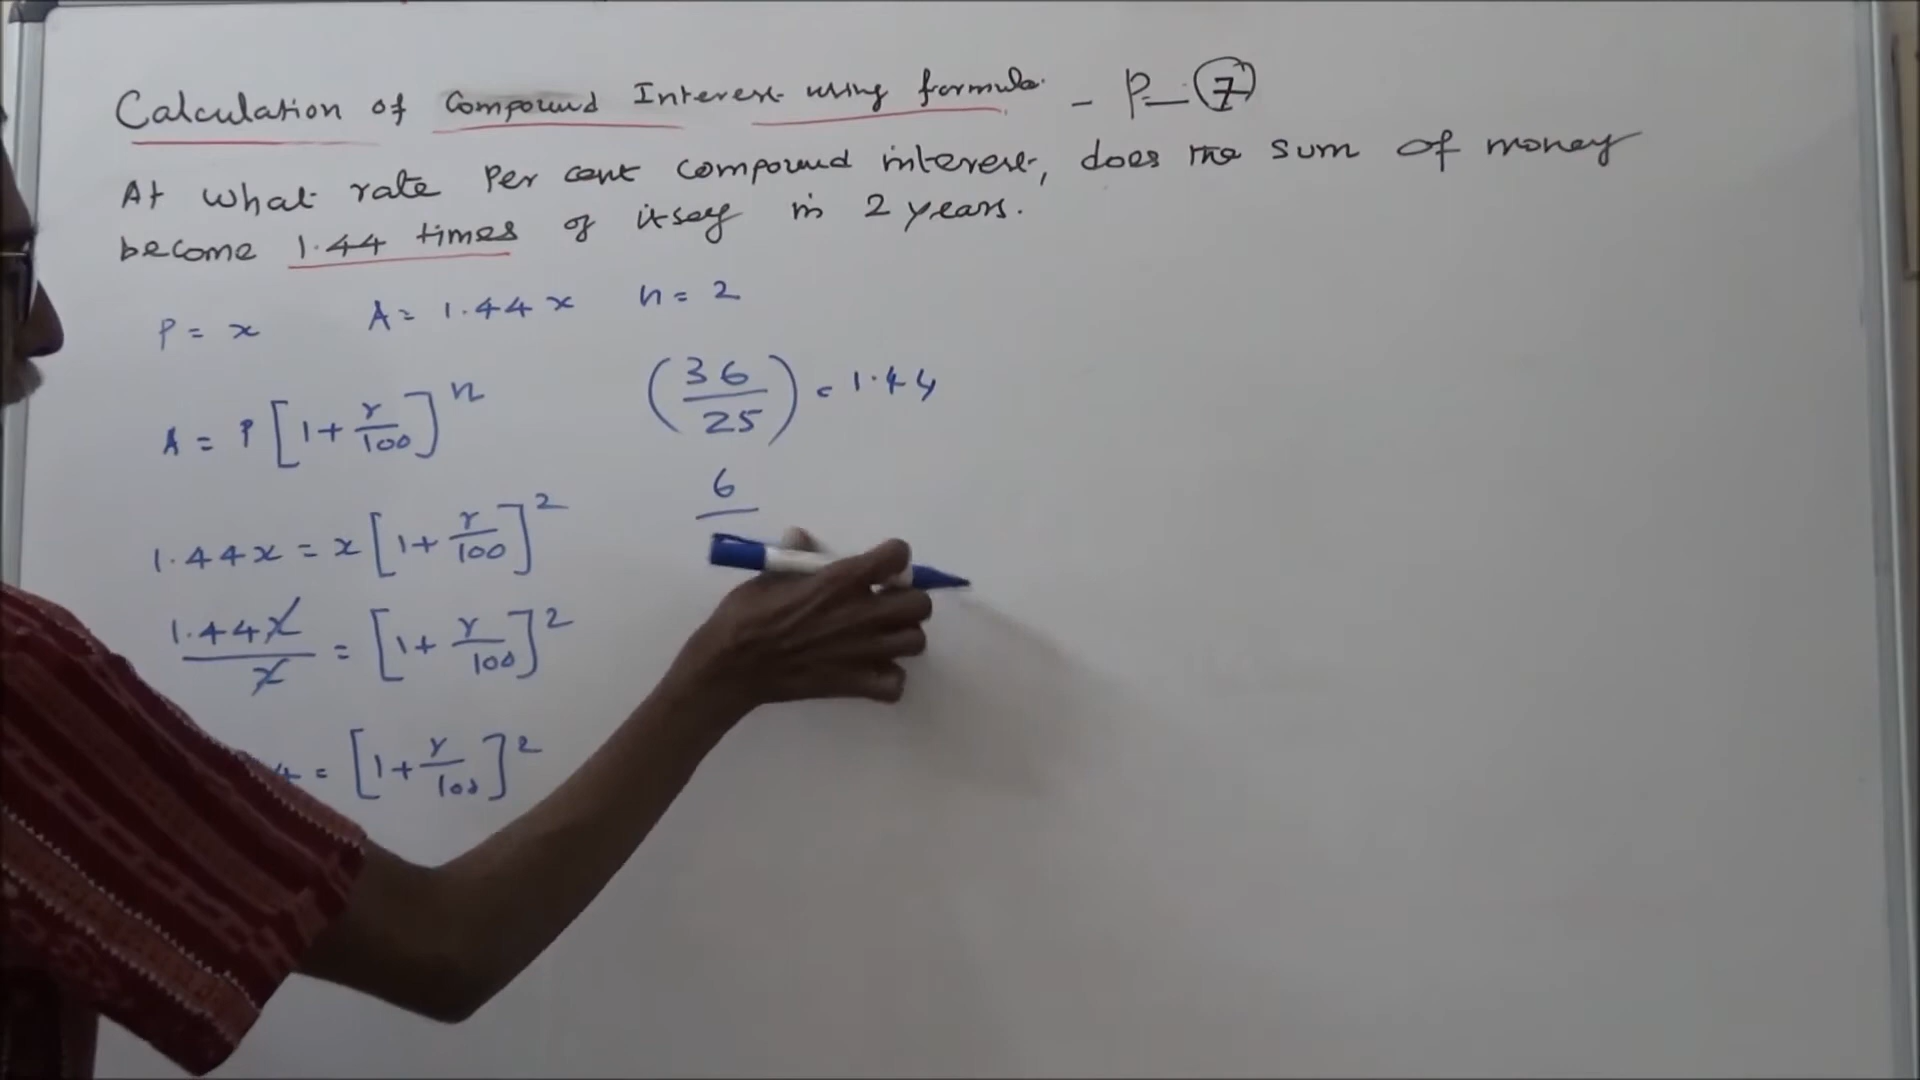 Calculation of Compound Interest using formula. - P-7
At what rate per cent compound interest, does the sum of money
become 1.44 times of itself in 2 years.
P = x A = 1.44x n = 2
A = P [1 + r/100]^n
(36/25) = 1.44
6
1.44x = x [1 + r/100]^2
1.44x/x = [1 + r/100]^2
4 = [1 + r/100]^2